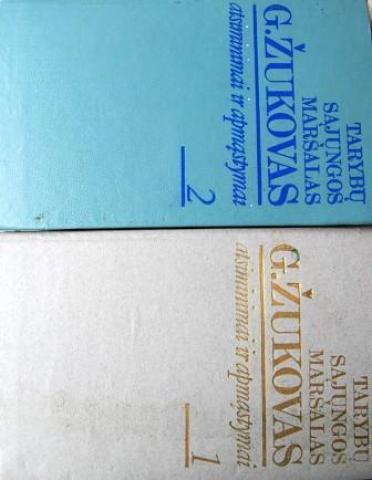 TARYBŲ
SĄJUNGOS
MARŠALAS
G.ŽUKOVAS
atsiminimai ir apmąstymai
2
TARYBŲ
SĄJUNGOS
MARŠALAS
G.ŽUKOVAS
atsiminimai ir apmąstymai
1